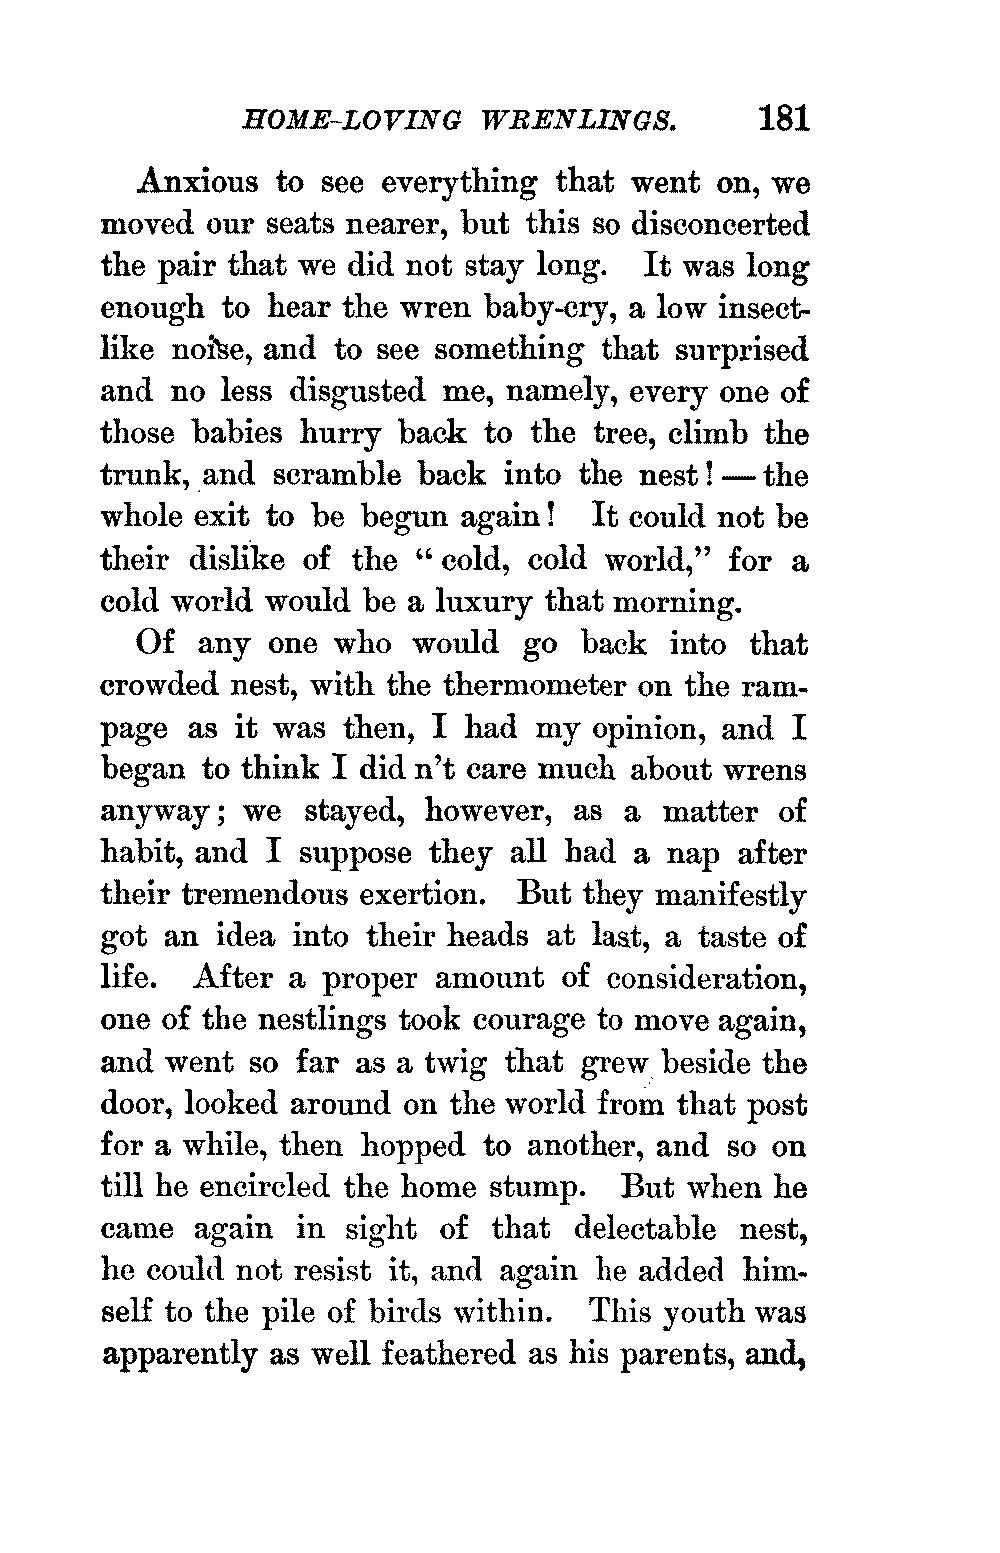 HOME-LOVING WRENLINGS. 181
Anxious to see everything that went on, we
moved our seats nearer, but this so disconcerted
the pair that we did not stay long. It was long
enough to hear the wren baby-cry, a low insect-
like noise, and to see something that surprised
and no less disgusted me, namely, every one of
those babies hurry back to the tree, climb the
trunk, and scramble back into the nest! — the
whole exit to be begun again! It could not be
their dislike of the "cold, cold world," for a
cold world would be a luxury that morning.
Of any one who would go back into that
crowded nest, with the thermometer on the ram-
page as it was then, I had my opinion, and I
began to think I did n't care much about wrens
anyway; we stayed, however, as a matter of
habit, and I suppose they all had a nap after
their tremendous exertion. But they manifestly
got an idea into their heads at last, a taste of
life. After a proper amount of consideration,
one of the nestlings took courage to move again,
and went so far as a twig that grew beside the
door, looked around on the world from that post
for a while, then hopped to another, and so on
till he encircled the home stump. But when he
came again in sight of that delectable nest,
he could not resist it, and again he added him-
self to the pile of birds within. This youth was
apparently as well feathered as his parents, and,